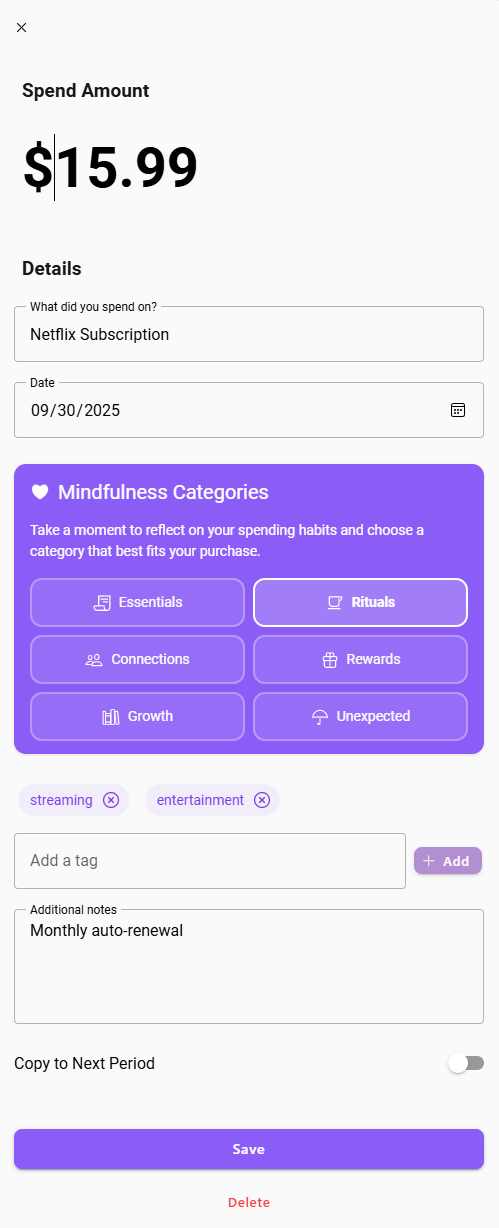 Spend Amount
$15.99
Details
What did you spend on?
Netflix Subscription
Date
09/30/2025
Mindfulness Categories
Take a moment to reflect on your spending habits and choose a
category that best fits your purchase.
Essentials
Rituals
Connections
Rewards
Growth
Unexpected
streaming
entertainment
Add a tag
Add
Additional notes
Monthly auto-renewal
Copy to Next Period
Save
Delete